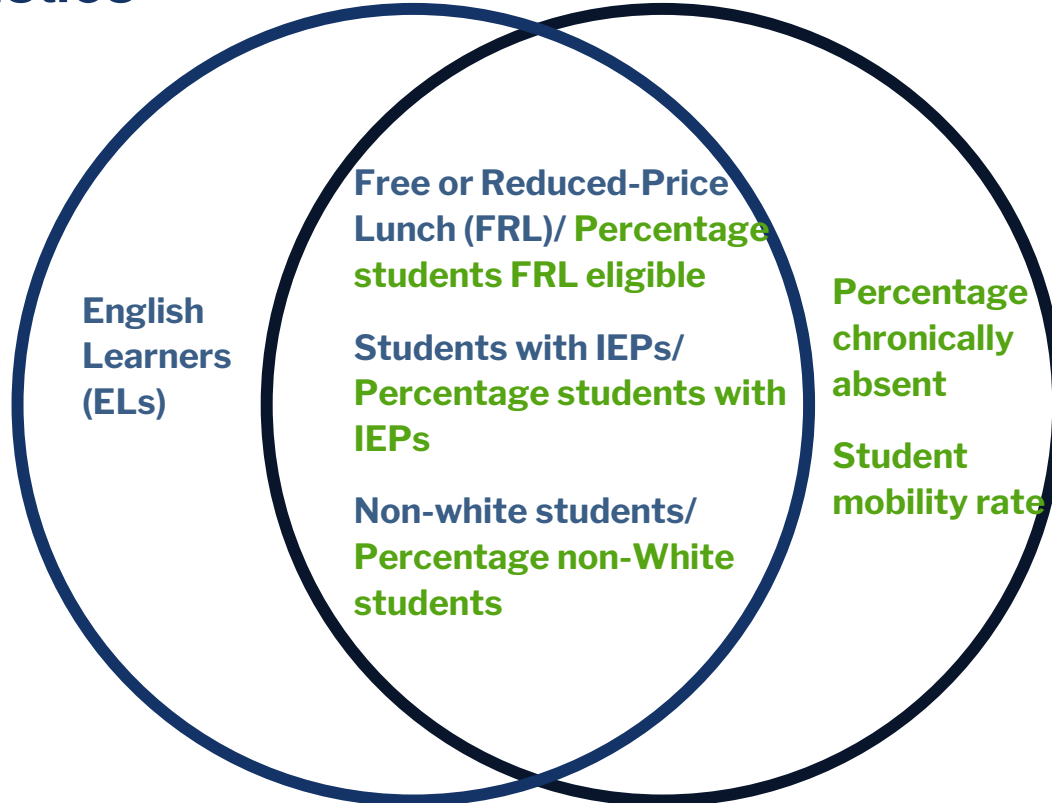 English
Learners
(ELs)
Free or Reduced-Price
Lunch (FRL)/ Percentage
students FRL eligible
Students with IEPs/
Percentage students with
IEPs
Non-white students/
Percentage non-White
students
Percentage
chronically
absent
Student
mobility rate